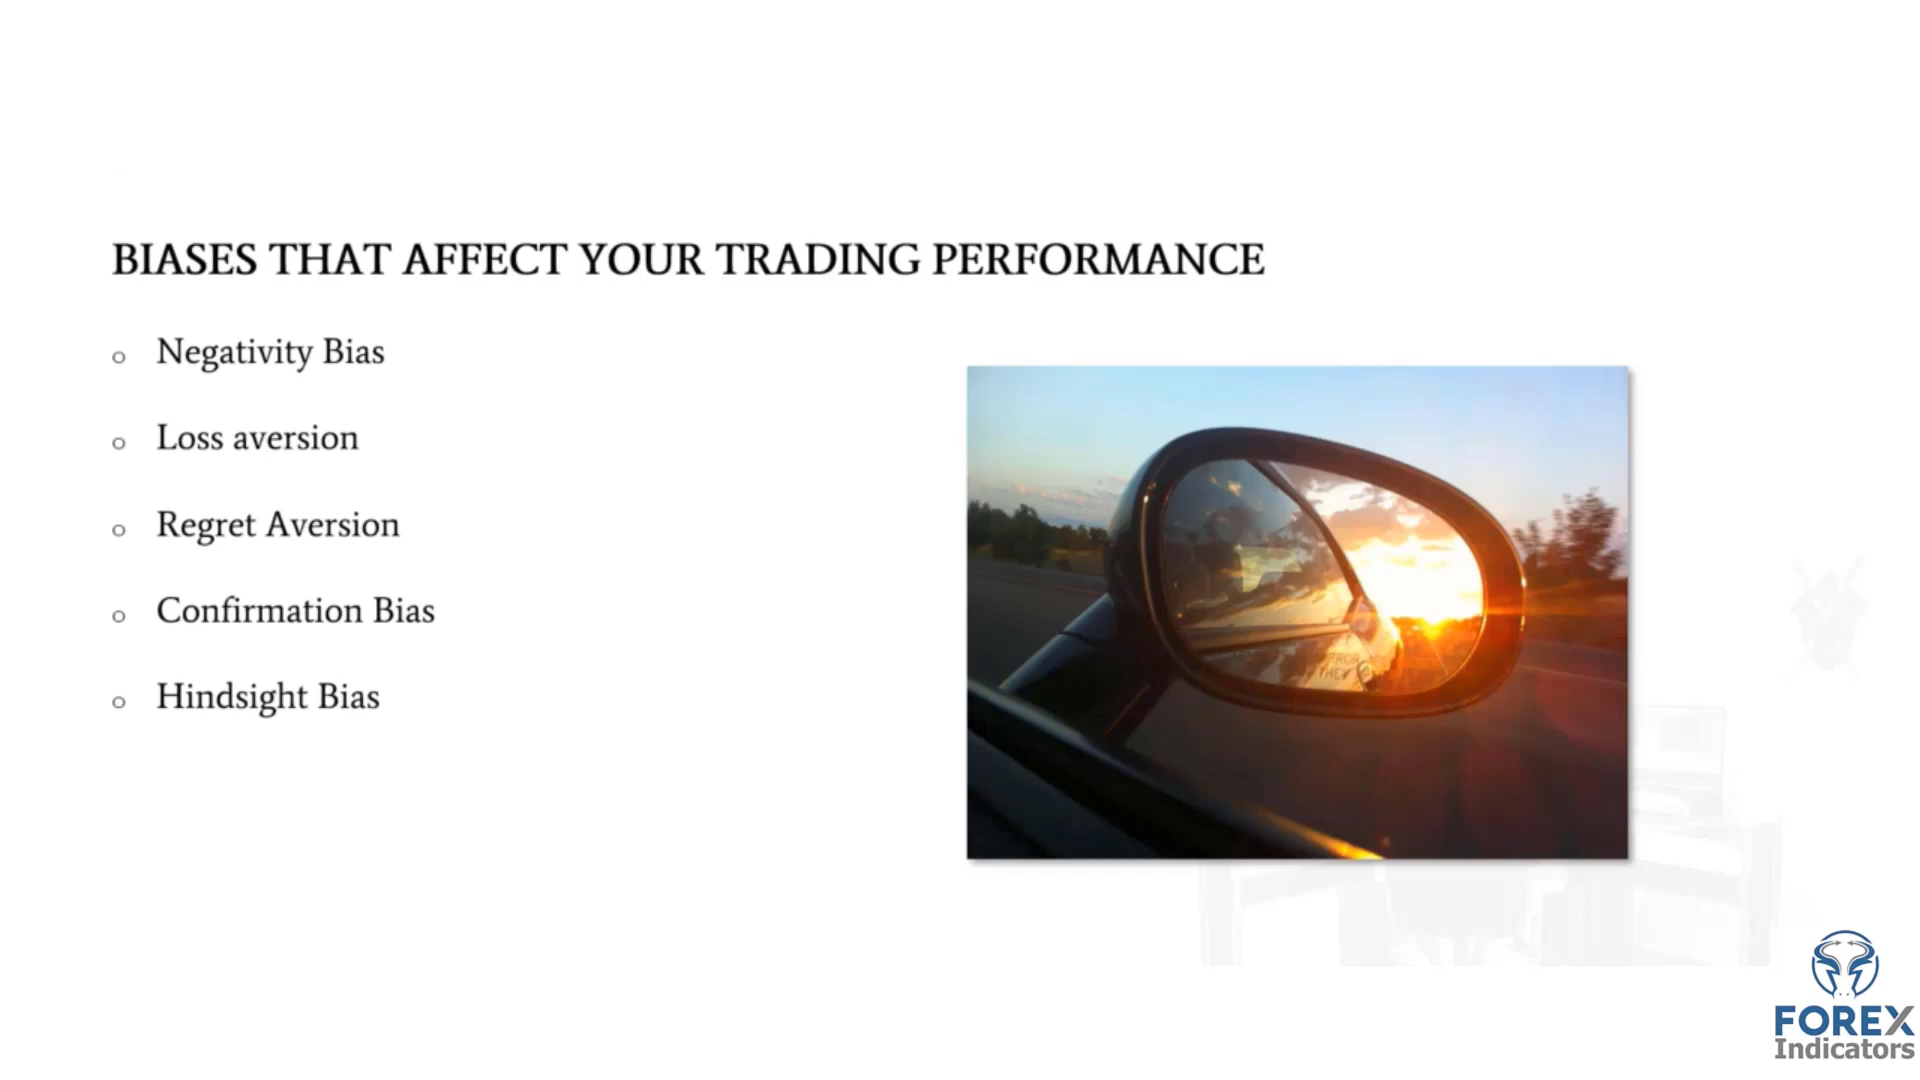 BIASES THAT AFFECT YOUR TRADING PERFORMANCE
Negativity Bias
Loss aversion
Regret Aversion
Confirmation Bias
Hindsight Bias
FOREX
Indicators